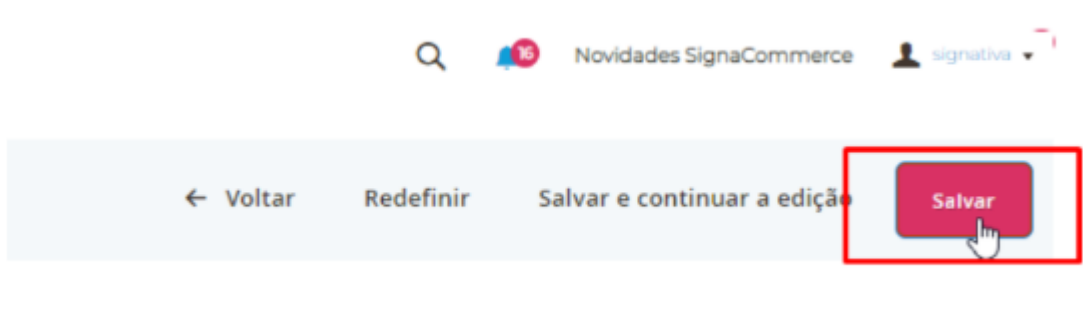 16 Novidades SignaCommerce signativa
← Voltar Redefinir Salvar e continuar a edição Salvar